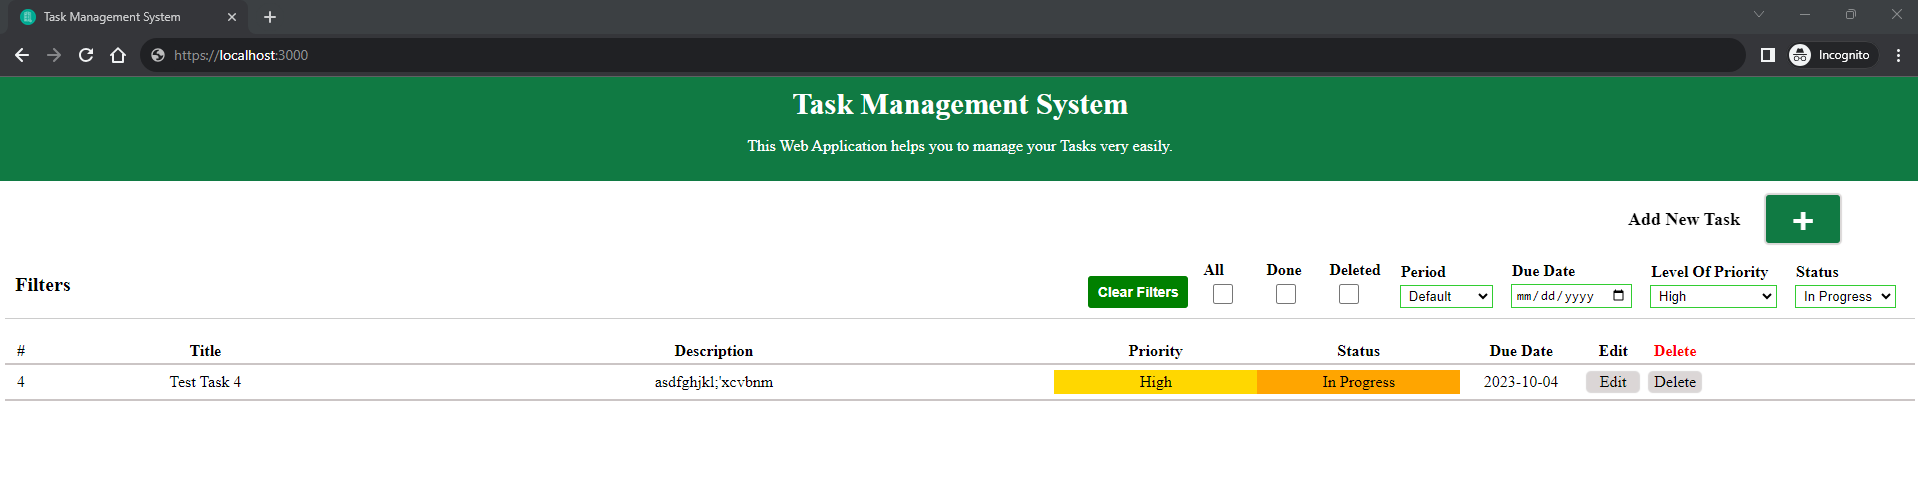 Task Management System
https://localhost:3000
Incognito
Task Management System
This Web Application helps you to manage your Tasks very easily.
Add New Task +
Filters
Clear Filters
All Done Deleted Period Due Date Level Of Priority Status
Default mm/dd/yyyy High In Progress
# Title Description Priority Status Due Date Edit Delete
4 Test Task 4 asdfghjkl;'xcvbnm High In Progress 2023-10-04 Edit Delete